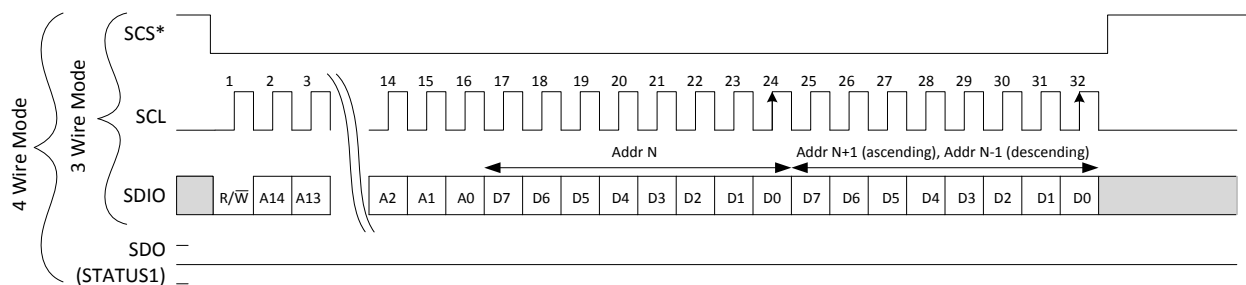 SCS*
1 2 3 14 15 16 17 18 19 20 21 22 23 24 25 26 27 28 29 30 31 32
SCL
Addr N Addr N+1 (ascending), Addr N-1 (descending)
SDIO R/W̅ A14 A13 A2 A1 A0 D7 D6 D5 D4 D3 D2 D1 D0 D7 D6 D5 D4 D3 D2 D1 D0
SDO
(STATUS1)
4 Wire Mode
3 Wire Mode